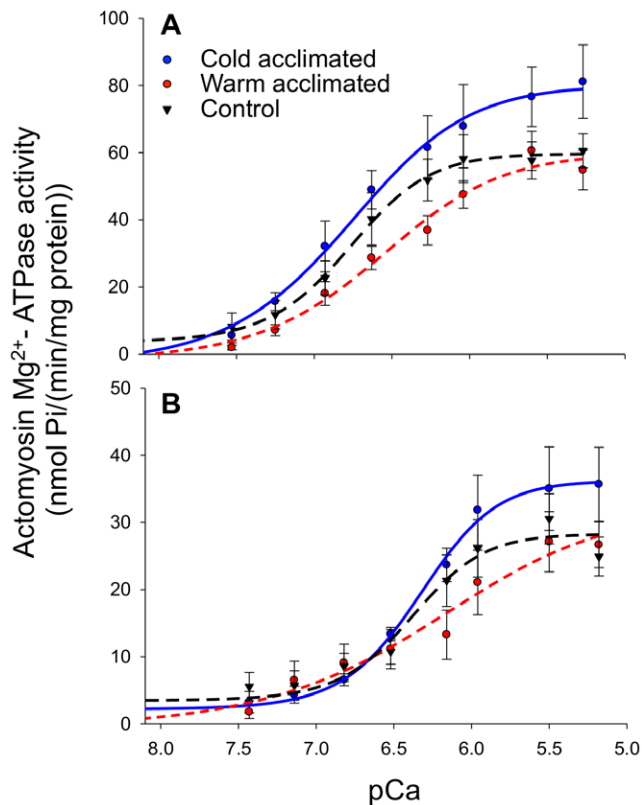 A
Cold acclimated
Warm acclimated
Control
100
80
60
40
20
0
B
50
40
30
20
10
0
8.0 7.5 7.0 6.5 6.0 5.5 5.0
pCa
Actomyosin Mg²⁺- ATPase activity
(nmol Pi/(min/mg protein))